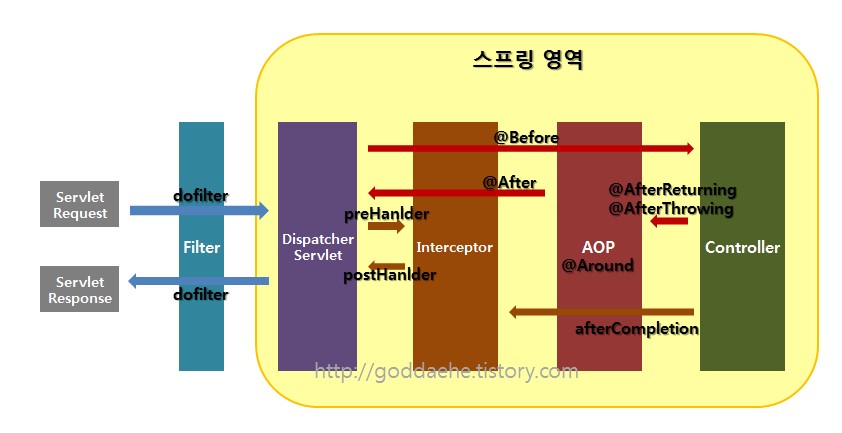 스프링 영역
@Before
@After
@AfterReturning
@AfterThrowing
Servlet
Request
dofilter
preHanlder
Filter
Dispatcher
Servlet
Interceptor
AOP
Controller
@Around
postHanlder
Servlet
Response
dofilter
afterCompletion
http://goddaehe.tistory.com